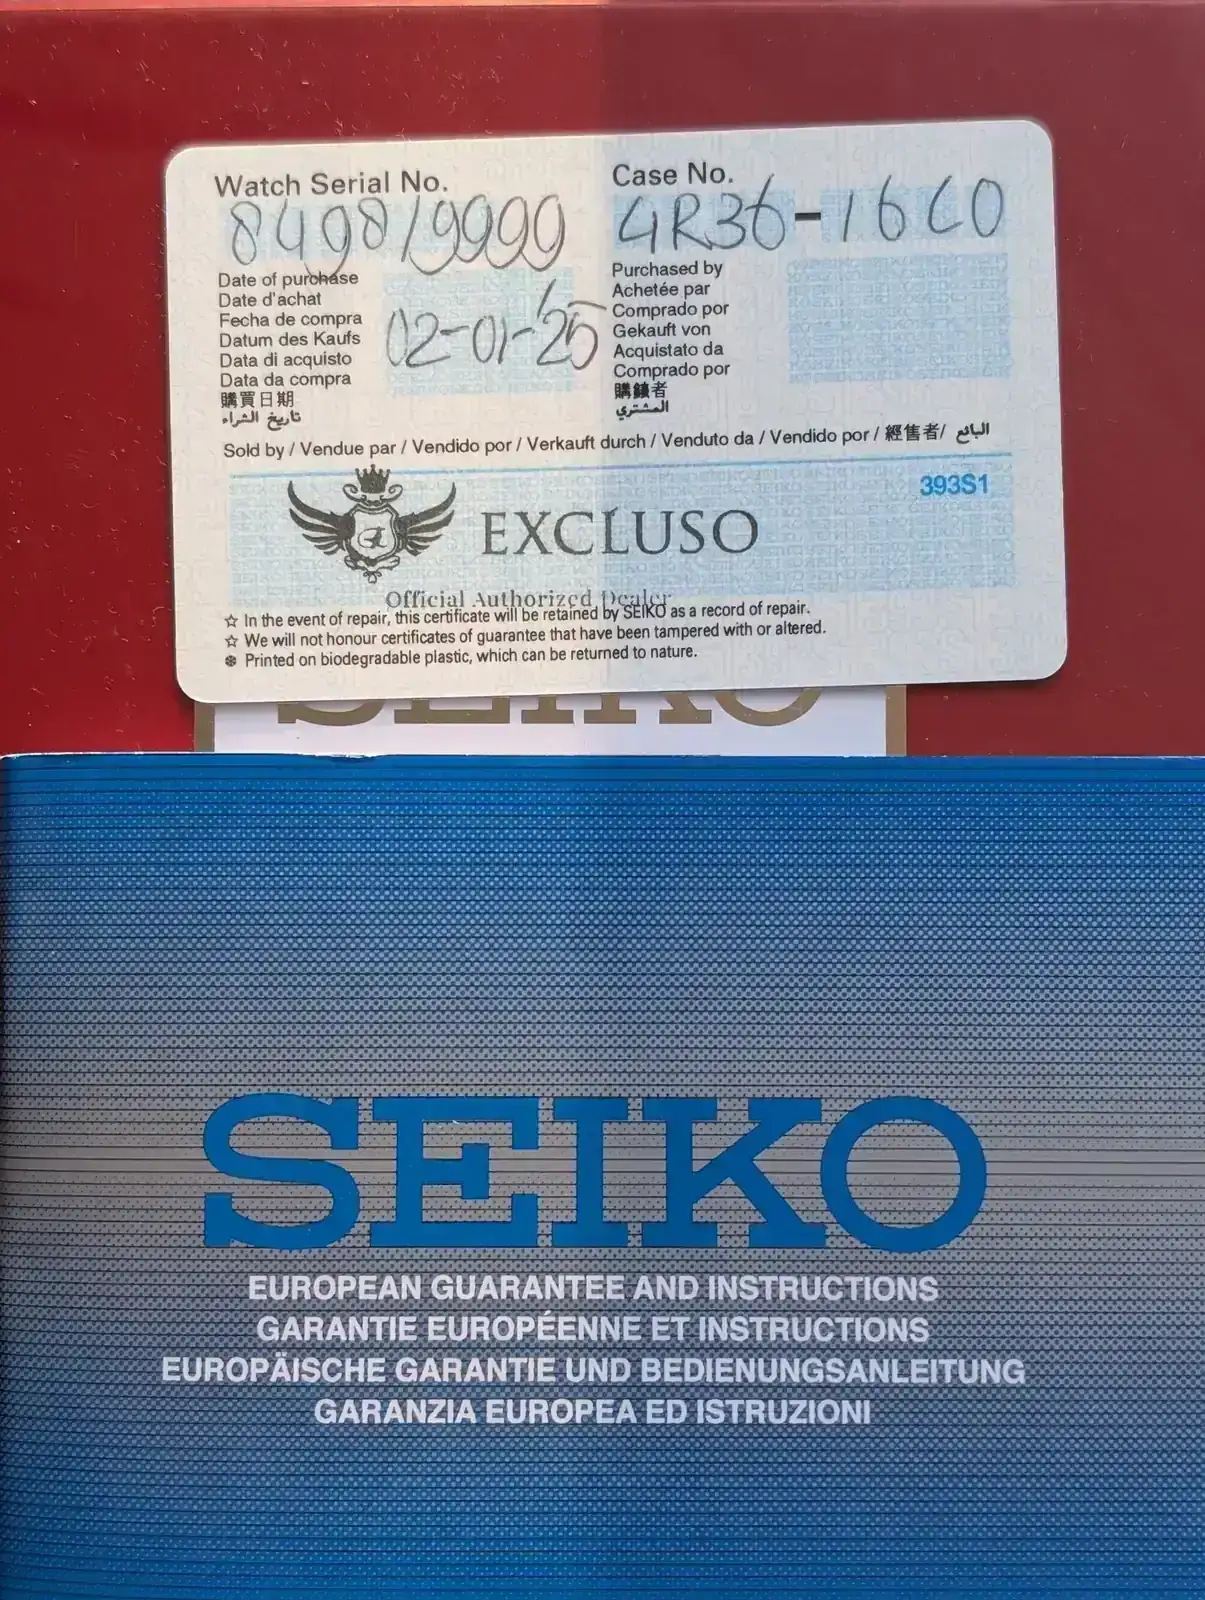 Watch Serial No.
Case No.
4R36-16C0
Date of purchase
Date d'achat
Fecha de compra
Datum des Kaufs
Data di acquisto
Data da compra
購買日期
تاريخ الشراء
02-01-'25
Purchased by
Achetée par
Comprado por
Gekauft von
Acquistato da
Comprado por
購買者
المشتري
Sold by / Vendue par / Vendido por / Verkauft durch / Venduto da / Vendido por / 經售者/ البائع
393S1
EXCLUSO
Official Authorized Dealer
☆ In the event of repair, this certificate will be retained by SEIKO as a record of repair.
☆ We will not honour certificates of guarantee that have been tampered with or altered.
❆ Printed on biodegradable plastic, which can be returned to nature.
SEIKO
SEIKO
EUROPEAN GUARANTEE AND INSTRUCTIONS
GARANTIE EUROPÉENNE ET INSTRUCTIONS
EUROPÄISCHE GARANTIE UND BEDIENUNGSANLEITUNG
GARANZIA EUROPEA ED ISTRUZIONI